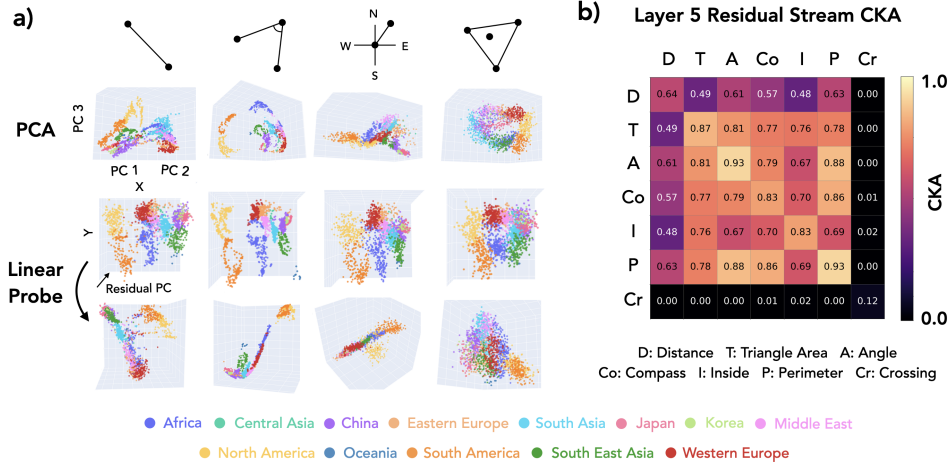 a)
N
W E
S
PCA
PC 3
PC 1 PC 2
X
Y
Linear
Probe
Residual PC
b)
Layer 5 Residual Stream CKA
D T A Co I P Cr
D 0.64 0.49 0.61 0.57 0.48 0.63 0.00
T 0.49 0.87 0.81 0.77 0.76 0.78 0.00
A 0.61 0.81 0.93 0.79 0.67 0.88 0.00
Co 0.57 0.77 0.79 0.83 0.70 0.86 0.01
I 0.48 0.76 0.67 0.70 0.83 0.69 0.02
P 0.63 0.78 0.88 0.86 0.69 0.93 0.00
Cr 0.00 0.00 0.00 0.01 0.02 0.00 0.12
1.0
CKA
0.0
D: Distance T: Triangle Area A: Angle
Co: Compass I: Inside P: Perimeter Cr: Crossing
Africa Central Asia China Eastern Europe South Asia Japan Korea Middle East
North America Oceania South America South East Asia Western Europe